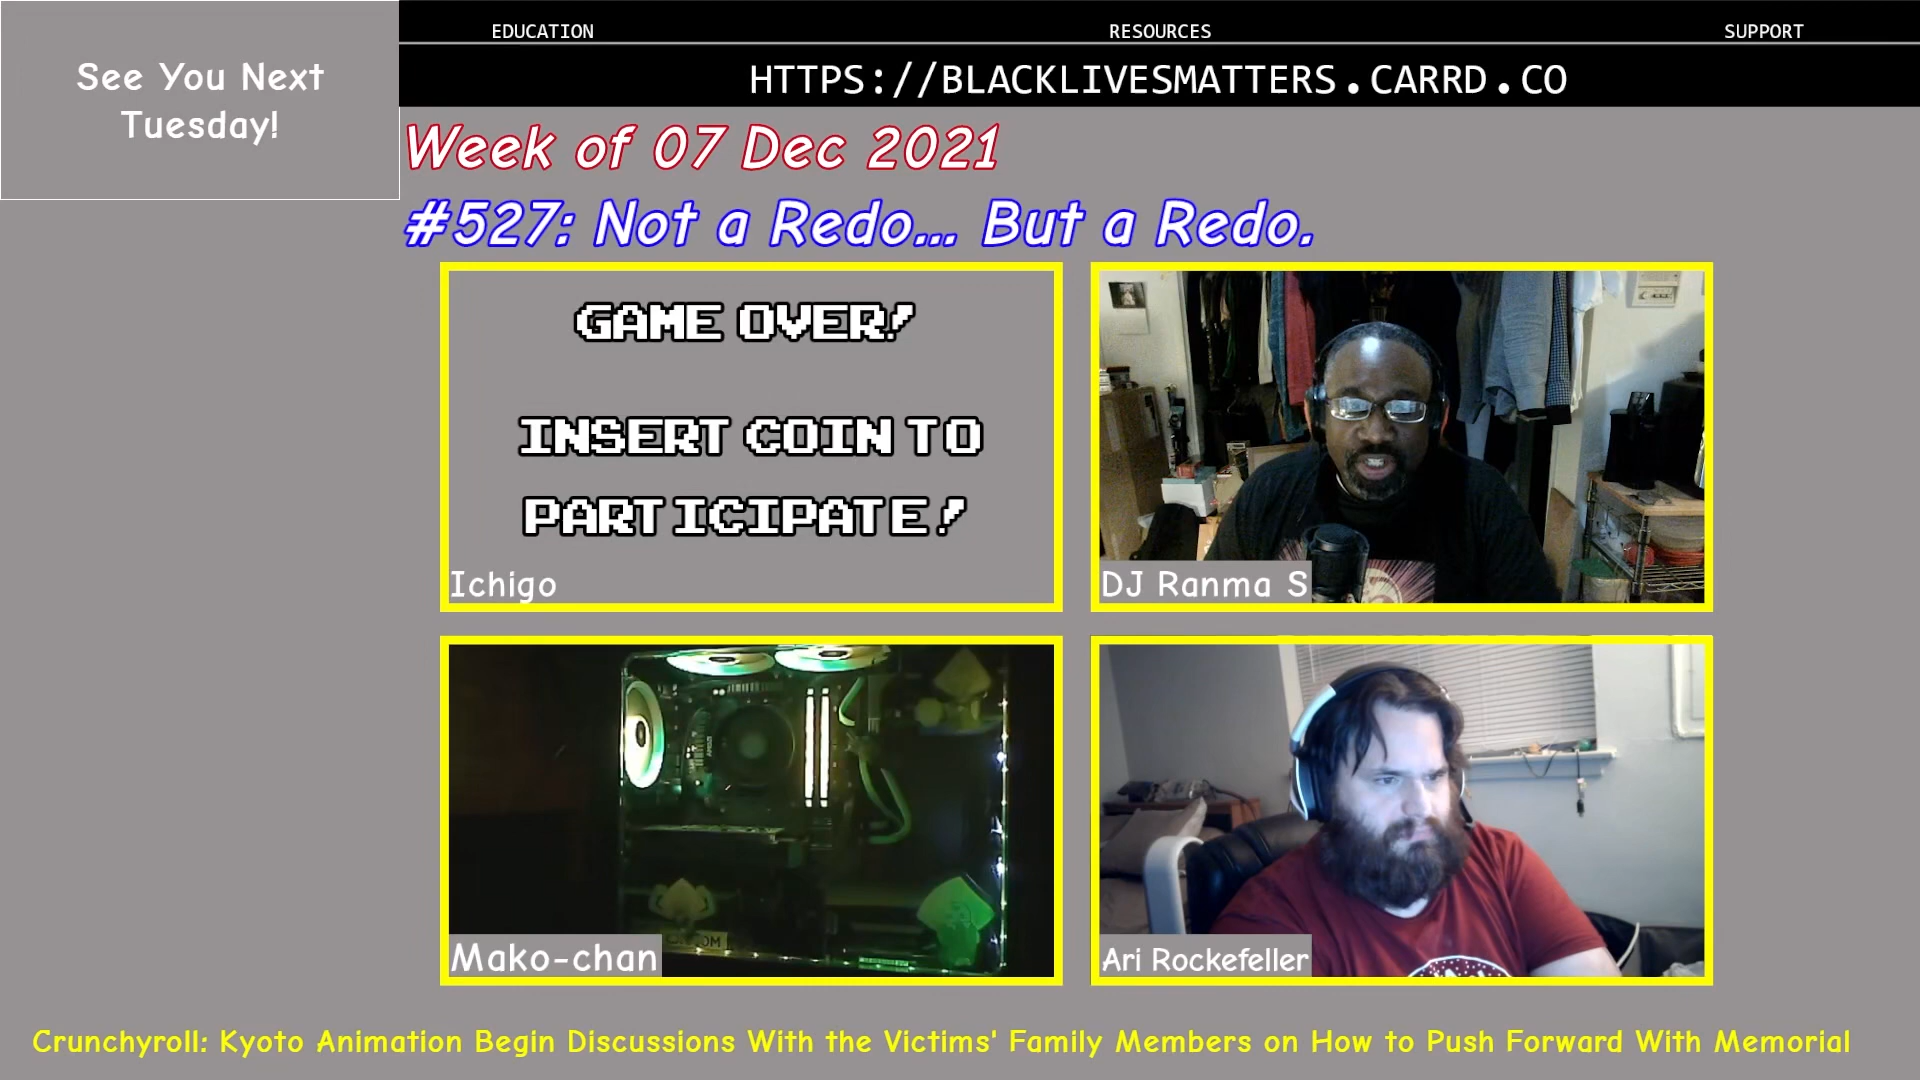 See You Next
Tuesday!
EDUCATION
RESOURCES
SUPPORT
HTTPS://BLACKLIVESMATTERS.CARRD.CO
Week of 07 Dec 2021
#527: Not a Redo... But a Redo.
GAME OVER!
INSERT COIN TO
PARTICIPATE!
Ichigo
DJ Ranma S
Mako-chan
Ari Rockefeller
Crunchyroll: Kyoto Animation Begin Discussions With the Victims' Family Members on How to Push Forward With Memorial